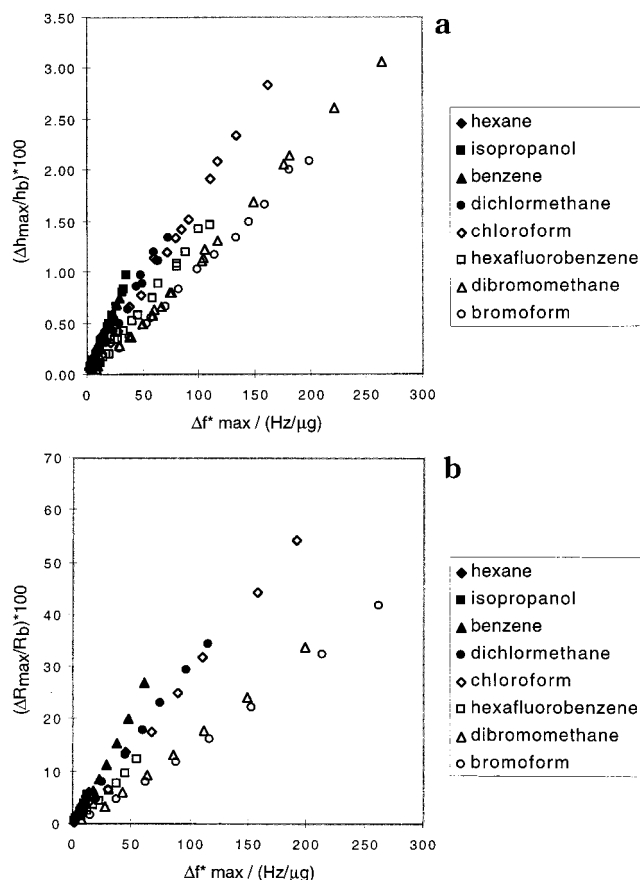 a
3.50
3.00
2.50
2.00
1.50
1.00
0.50
0.00
(Δhmax/hb)*100
0 50 100 150 200 250 300
Δf* max / (Hz/µg)
hexane
isopropanol
benzene
dichlormethane
chloroform
hexafluorobenzene
dibromomethane
bromoform
b
70
60
50
40
30
20
10
0
(ΔRmax/Rb)*100
0 50 100 150 200 250 300
Δf* max / (Hz/µg)
hexane
isopropanol
benzene
dichlormethane
chloroform
hexafluorobenzene
dibromomethane
bromoform